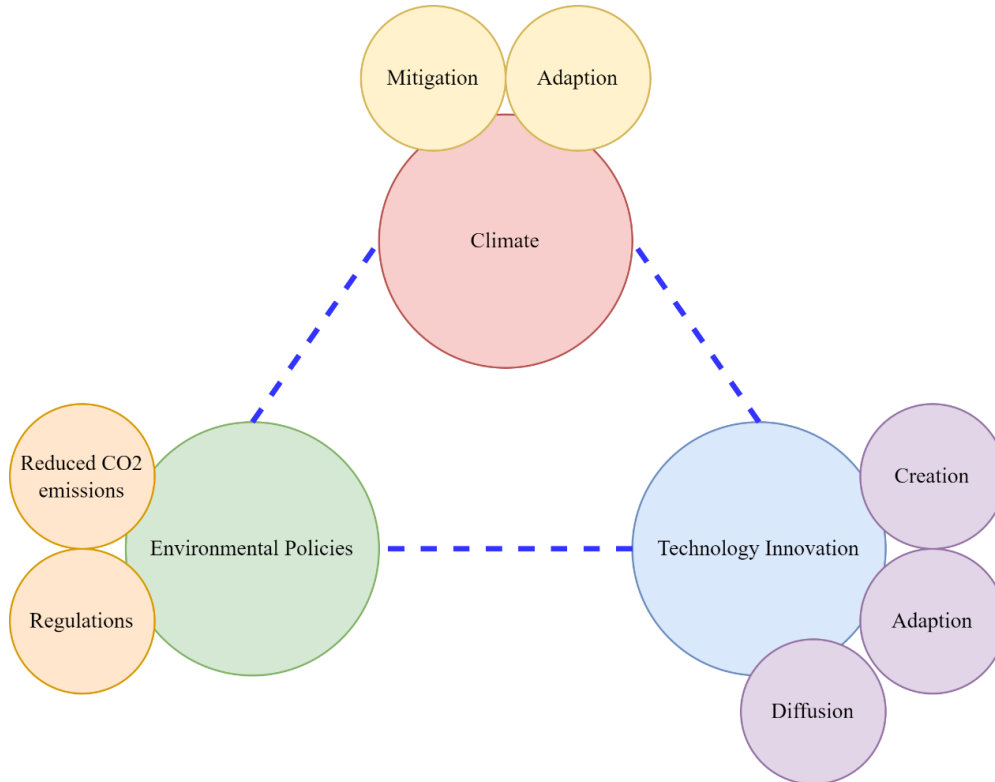 Mitigation
Adaption
Climate
Reduced CO2
emissions
Regulations
Environmental Policies
Technology Innovation
Creation
Adaption
Diffusion